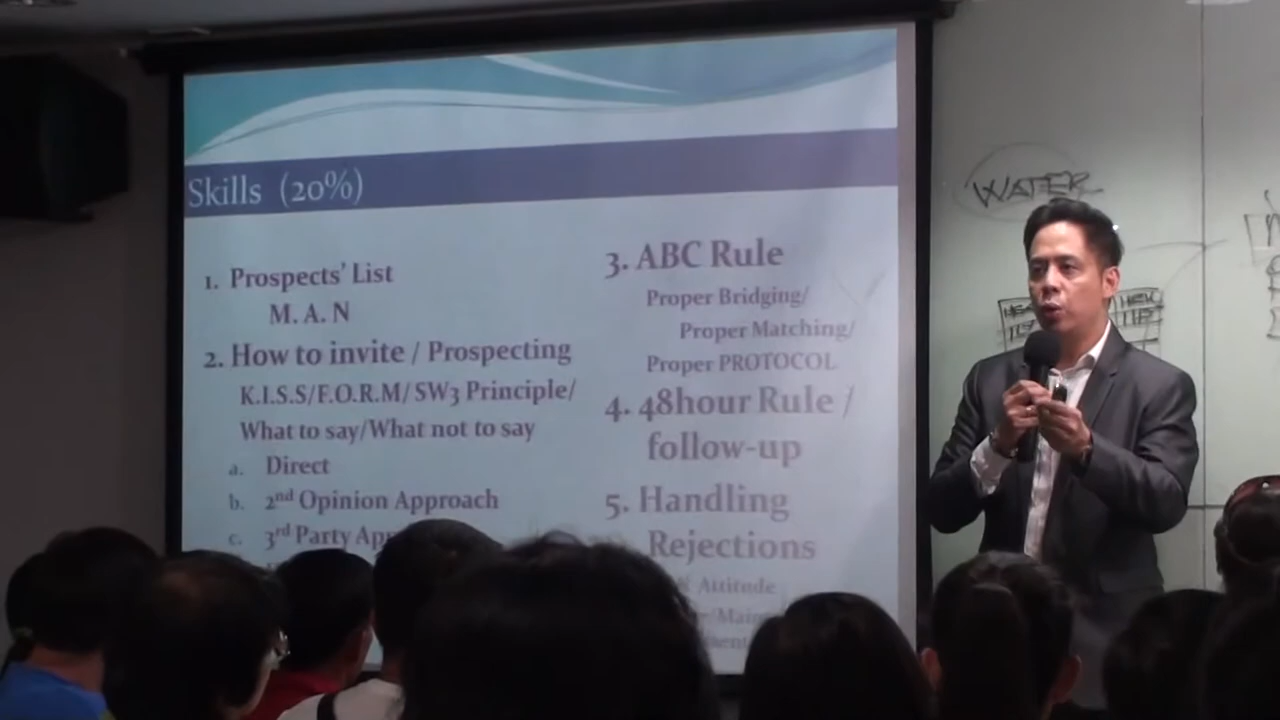 Skills (20%)
1. Prospects' List
M. A. N
2. How to invite / Prospecting
K.I.S.S/F.O.R.M/ SW3 Principle/
What to say/What not to say
a. Direct
b. 2nd Opinion Approach
c. 3rd Party
3. ABC Rule
Proper Bridging/
Proper Matching/
Proper PROTOCOL
4. 48hour Rule /
follow-up
5. Handling
Rejections
Attitude
WATER